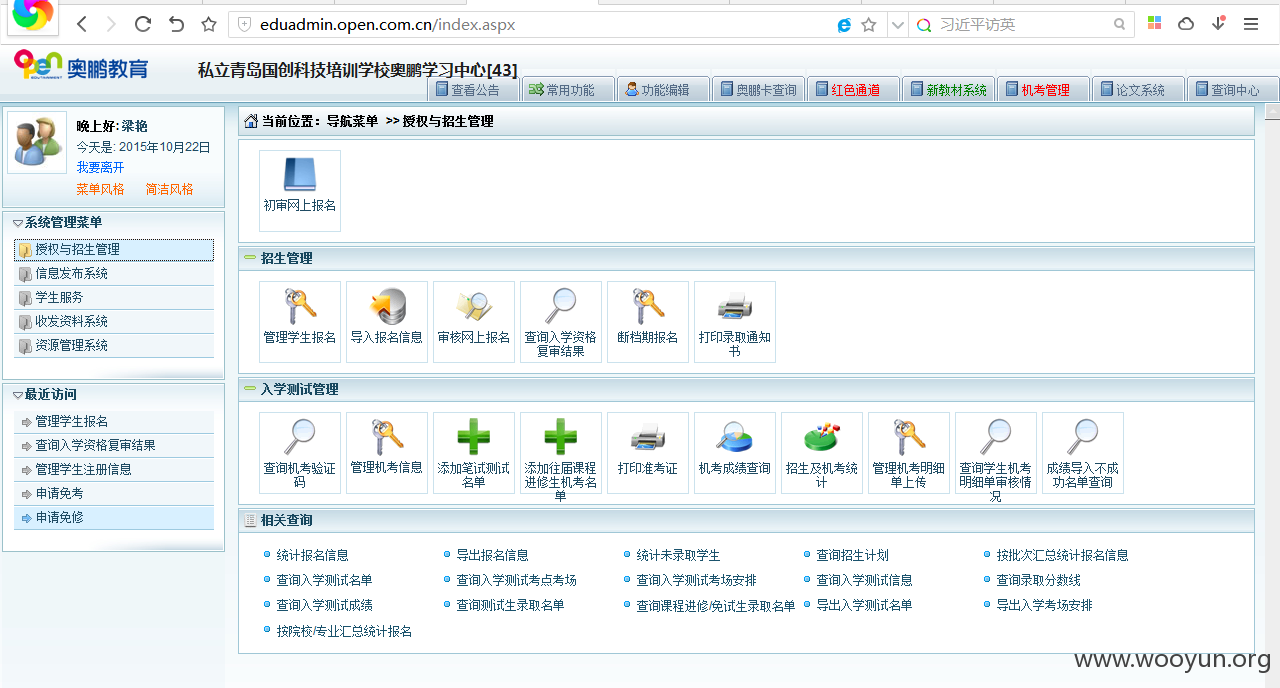 eduadmin.open.com.cn/index.aspx
习近平访英
open 奥鹏教育
私立青岛国创科技培训学校奥鹏学习中心[43]
查看公告 常用功能 功能编辑 奥鹏卡查询 红色通道 新教材系统 机考管理 论文系统 查询中心
晚上好:梁艳
今天是: 2015年10月22日
我要离开
菜单风格 简洁风格
系统管理菜单
授权与招生管理
信息发布系统
学生服务
收发资料系统
资源管理系统
最近访问
管理学生报名
查询入学资格复审结果
管理学生注册信息
申请免考
申请免修
当前位置：导航菜单 >>授权与招生管理
初审网上报名
招生管理
管理学生报名
导入报名信息
审核网上报名
查询入学资格
复审结果
断档期报名
打印录取通知
书
入学测试管理
查询机考验证
码
管理机考信息
添加笔试测试
名单
添加往届课程
进修生机考名
单
打印准考证
机考成绩查询
招生及机考统
计
管理机考明细
单上传
查询学生机考
明细单审核情
况
成绩导入不成
功名单查询
相关查询
统计报名信息 导出报名信息 统计未录取学生 查询招生计划 按批次汇总统计报名信息
查询入学测试名单 查询入学测试考点考场 查询入学测试考场安排 查询入学测试信息 查询录取分数线
查询入学测试成绩 查询测试生录取名单 查询课程进修/免试生录取名单 导出入学测试名单 导出入学考场安排
按院校/专业汇总统计报名
www.wooyun.org